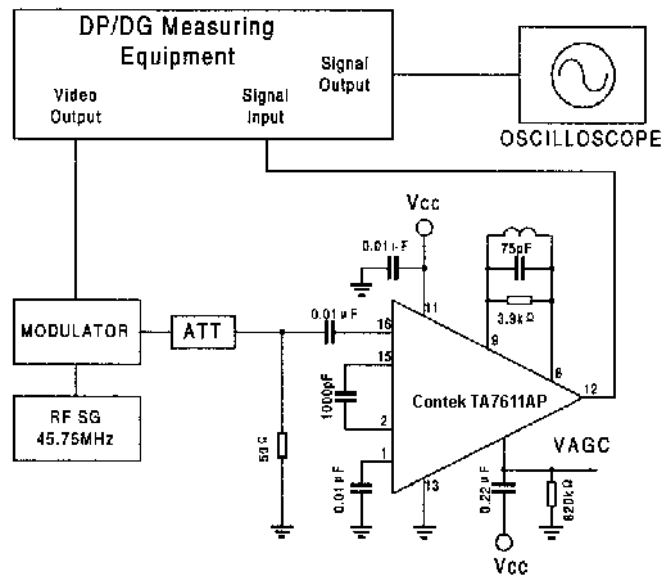 DP/DG Measuring
Equipment
Signal
Output
Video
Output
Signal
Input
OSCILLOSCOPE
Vcc
0.01μF
75pF
3.9kΩ
11
9
8
12
0.01μF
16
MODULATOR
ATT
15
1000pF
Contek TA7611AP
2
RF SG
45.75MHz
50Ω
1
0.01μF
13
VAGC
0.22μF
820kΩ
Vcc